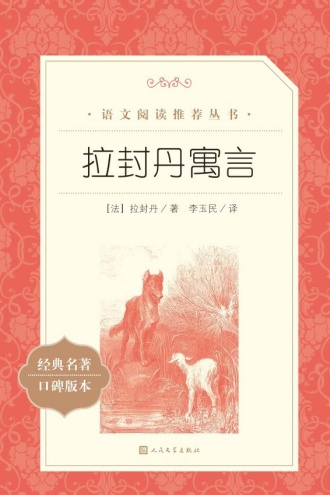 ·语文阅读推荐丛书·
拉封丹寓言
[法]拉封丹/著 李玉民/译
经典名著
口碑版本
人民文学出版社